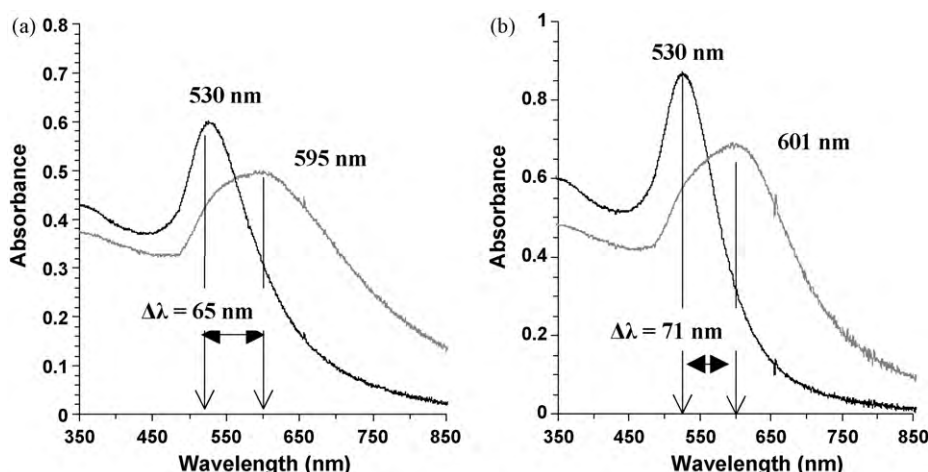 (a)
0.8
0.7
0.6
0.5
0.4
0.3
0.2
0.1
0
Absorbance
530 nm
595 nm
Δλ = 65 nm
350 450 550 650 750 850
Wavelength (nm)
(b)
1
0.8
0.6
0.4
0.2
0
Absorbance
530 nm
601 nm
Δλ = 71 nm
350 450 550 650 750 850
Wavelength (nm)